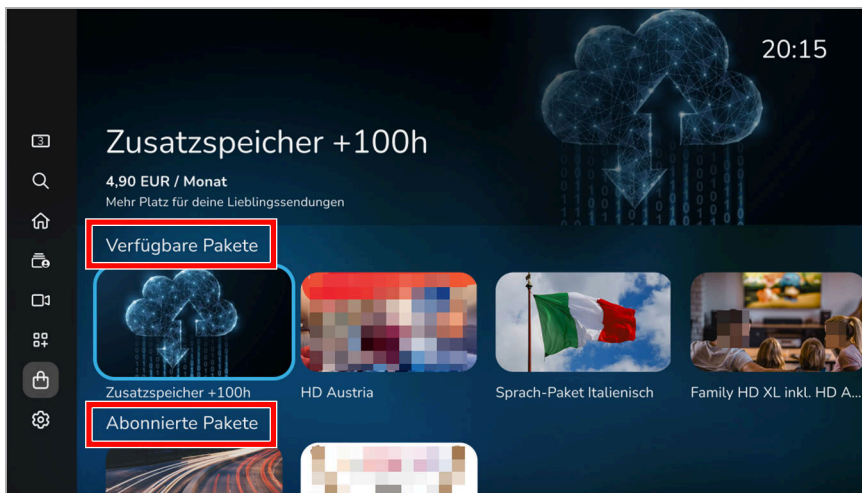 20:15
3
Zusatzspeicher +100h
4,90 EUR / Monat
Mehr Platz für deine Lieblingssendungen
Verfügbare Pakete
Zusatzspeicher +100h
HD Austria
Sprach-Paket Italienisch
Family HD XL inkl. HD A...
Abonnierte Pakete